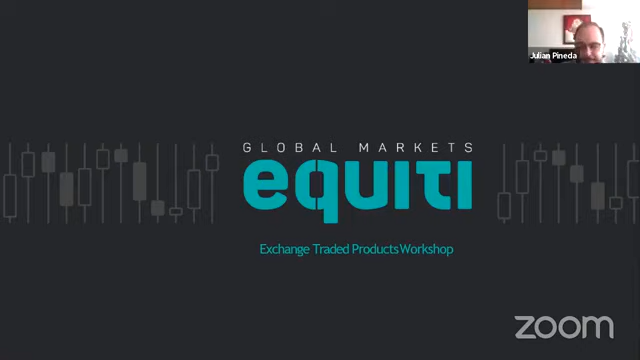 Julian Pineda
GLOBAL MARKETS
equiti
Exchange Traded Products Workshop
zoom